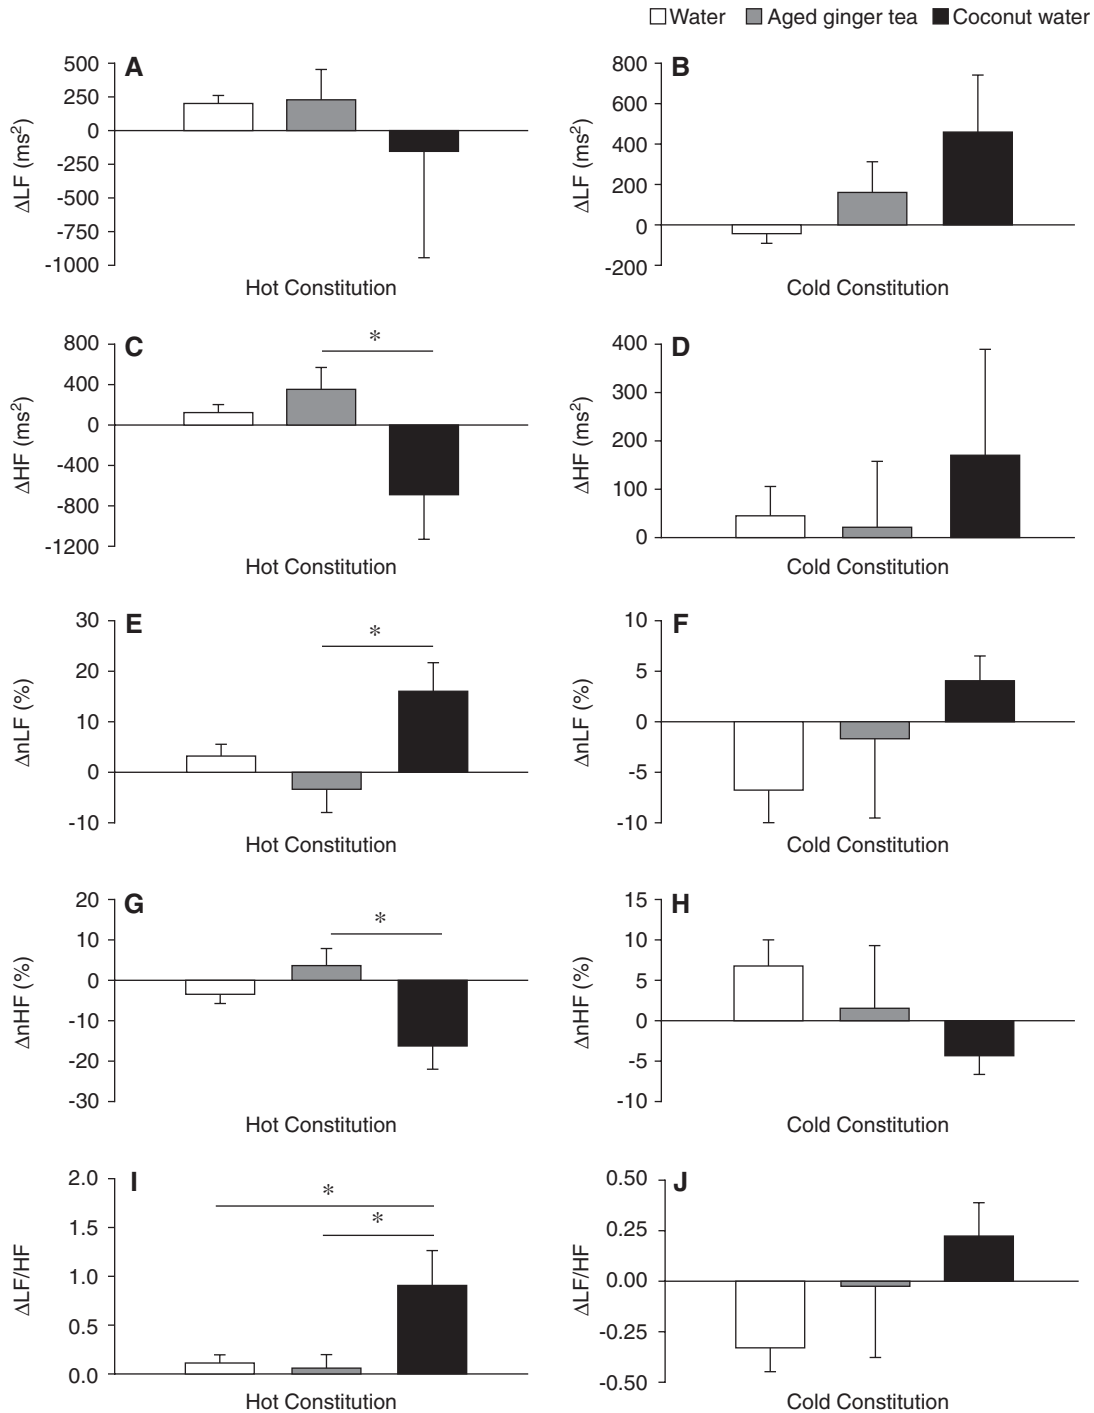 Water Aged ginger tea Coconut water
A
500
250
0
-250
-500
-750
-1000
ΔLF (ms²)
Hot Constitution
B
800
600
400
200
0
-200
ΔLF (ms²)
Cold Constitution
C
*
800
400
0
-400
-800
-1200
ΔHF (ms²)
Hot Constitution
D
400
300
200
100
0
ΔHF (ms²)
Cold Constitution
E
*
30
20
10
0
-10
ΔnLF (%)
Hot Constitution
F
10
5
0
-5
-10
ΔnLF (%)
Cold Constitution
G
*
20
10
0
-10
-20
-30
ΔnHF (%)
Hot Constitution
H
15
10
5
0
-5
-10
ΔnHF (%)
Cold Constitution
I
*
*
2.0
1.5
1.0
0.5
0.0
ΔLF/HF
Hot Constitution
J
0.50
0.25
0.00
-0.25
-0.50
ΔLF/HF
Cold Constitution